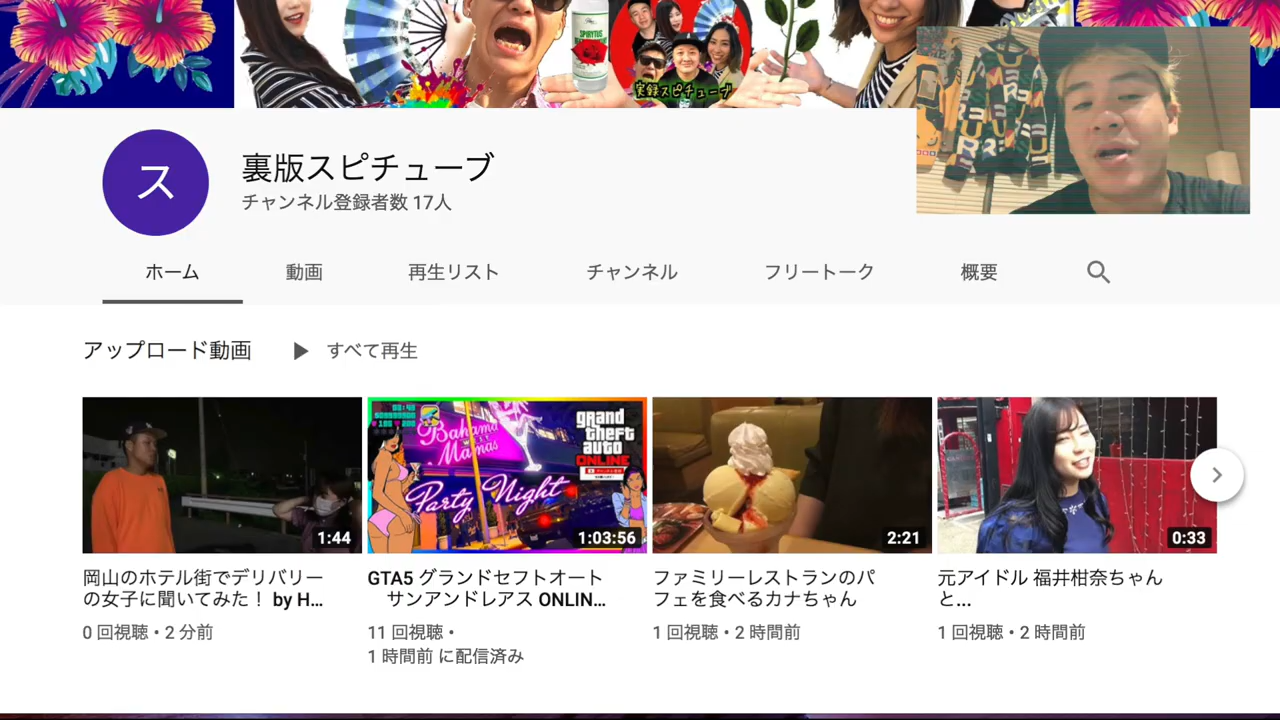 SPIRYTUS
実録スピチューブ
ス
裏版スピチューブ
チャンネル登録者数 17人
ホーム
動画
再生リスト
チャンネル
フリートーク
概要
アップロード動画
すべて再生
1:44
Bahama
Mamas
Party Night
grand
theft
auto
ONLINE
1:03:56
2:21
0:33
岡山のホテル街でデリバリー
の女子に聞いてみた！ by H...
0 回視聴・2 分前
GTA5 グランドセフトオート
サンアンドレアス ONLIN...
11 回視聴・
1 時間前 に配信済み
ファミリーレストランのパ
フェを食べるカナちゃん
1 回視聴・2 時間前
元アイドル 福井柑奈ちゃん
と...
1 回視聴・2 時間前